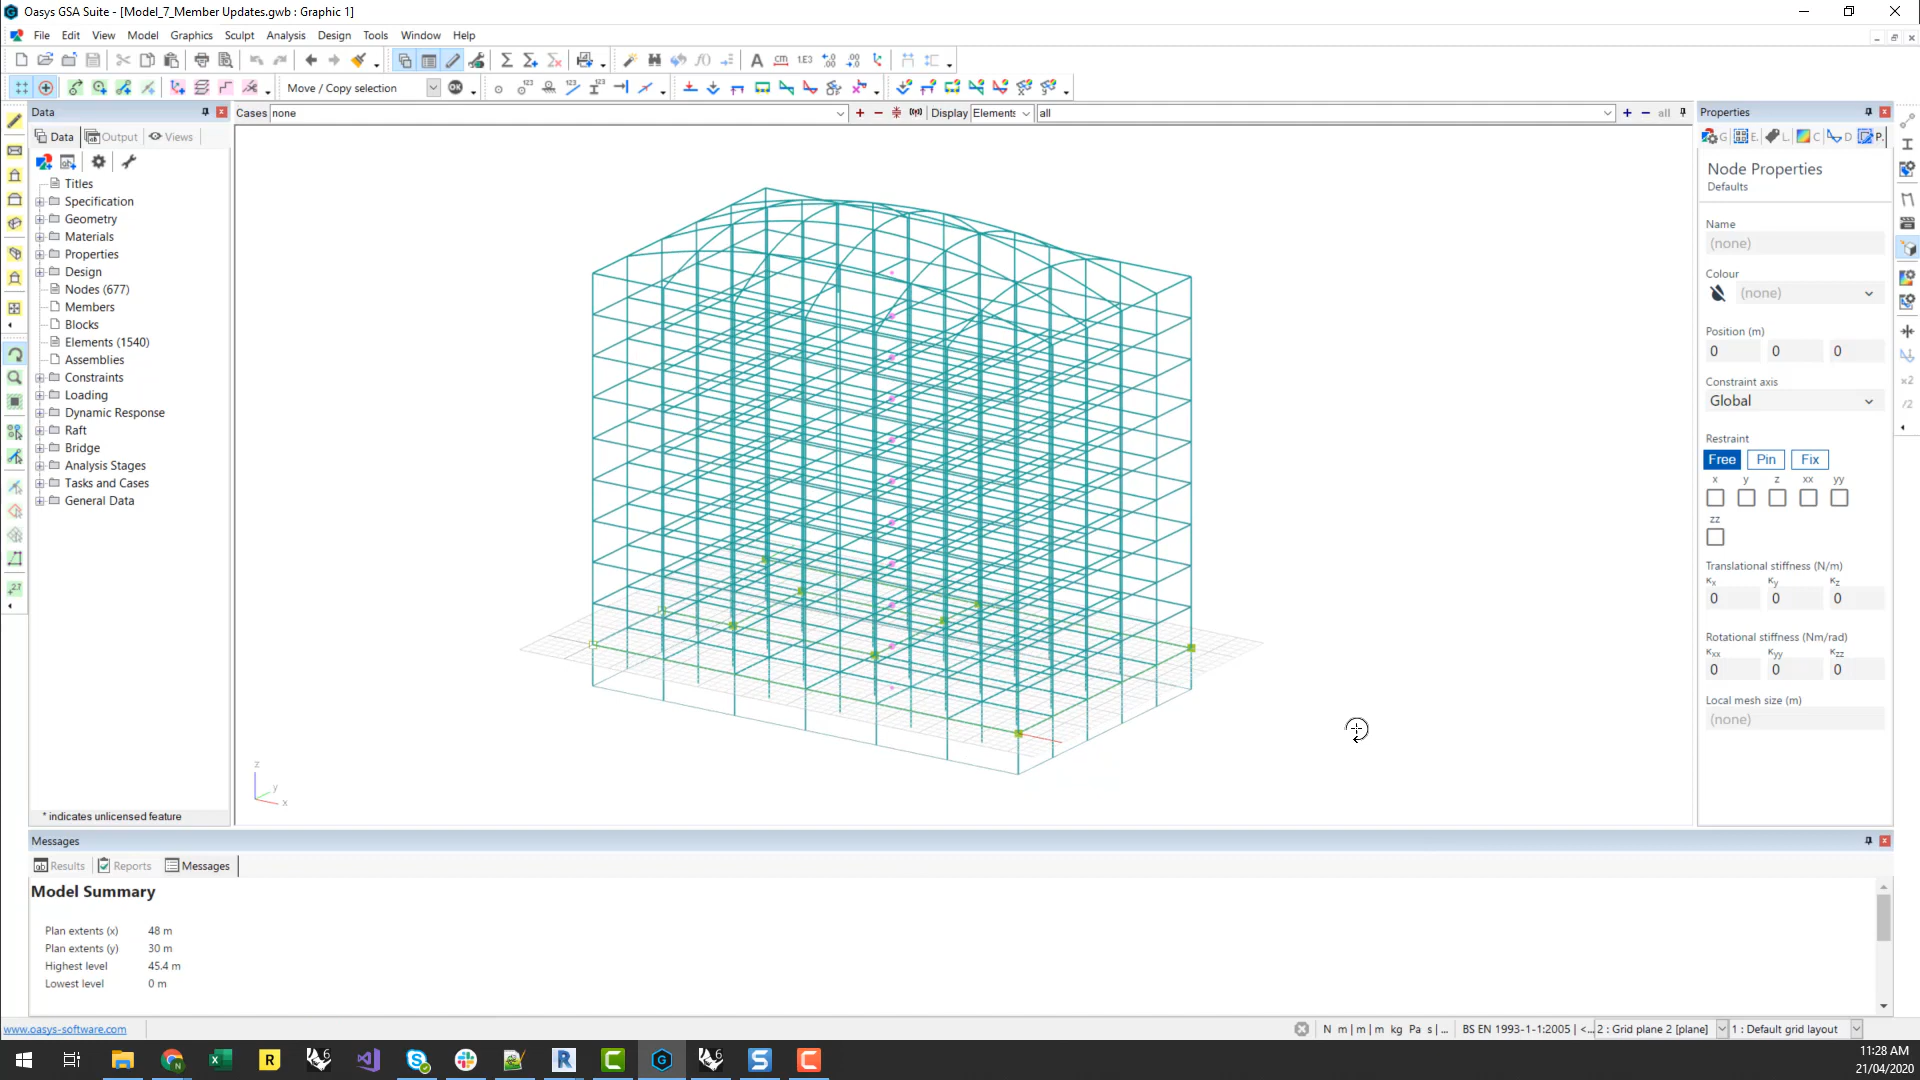 Oasys GSA Suite - [Model_7_Member Updates.gwb : Graphic 1]
File Edit View Model Graphics Sculpt Analysis Design Tools Window Help
Move / Copy selection
Data
Cases none
Display Elements all
all
Properties
Data Output Views
G E. L. C D P.
Titles
Specification
Geometry
Materials
Properties
Design
Nodes (677)
Members
Blocks
Elements (1540)
Assemblies
Constraints
Loading
Dynamic Response
Raft
Bridge
Analysis Stages
Tasks and Cases
General Data
* indicates unlicensed feature
z
y
x
Node Properties
Defaults
Name
(none)
Colour
(none)
Position (m)
0 0 0
Constraint axis
Global
Restraint
Free Pin Fix
x y z xx yy
zz
Translational stiffness (N/m)
Kx Ky Kz
0 0 0
Rotational stiffness (Nm/rad)
Kxx Kyy Kzz
0 0 0
Local mesh size (m)
(none)
Messages
Results Reports Messages
Model Summary
Plan extents (x) 48 m
Plan extents (y) 30 m
Highest level 45.4 m
Lowest level 0 m
www.oasys-software.com
N m | m | m kg Pa s | ... BS EN 1993-1-1:2005 | <... 2 : Grid plane 2 [plane] 1 : Default grid layout
11:28 AM
21/04/2020